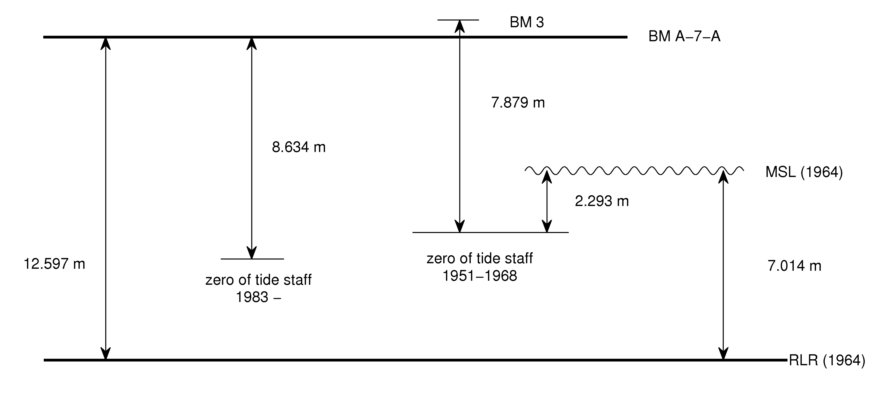 BM 3
BM A−7−A
7.879 m
8.634 m
MSL (1964)
2.293 m
12.597 m
zero of tide staff
1983 −
zero of tide staff
1951−1968
7.014 m
RLR (1964)